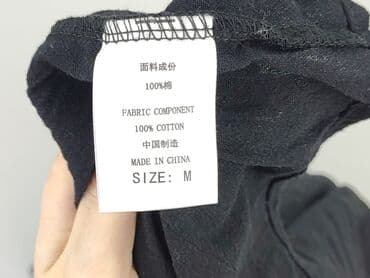 面料成份
100%棉
FABRIC COMPONENT
100% COTTON
中国制造
MADE IN CHINA
SIZE: M